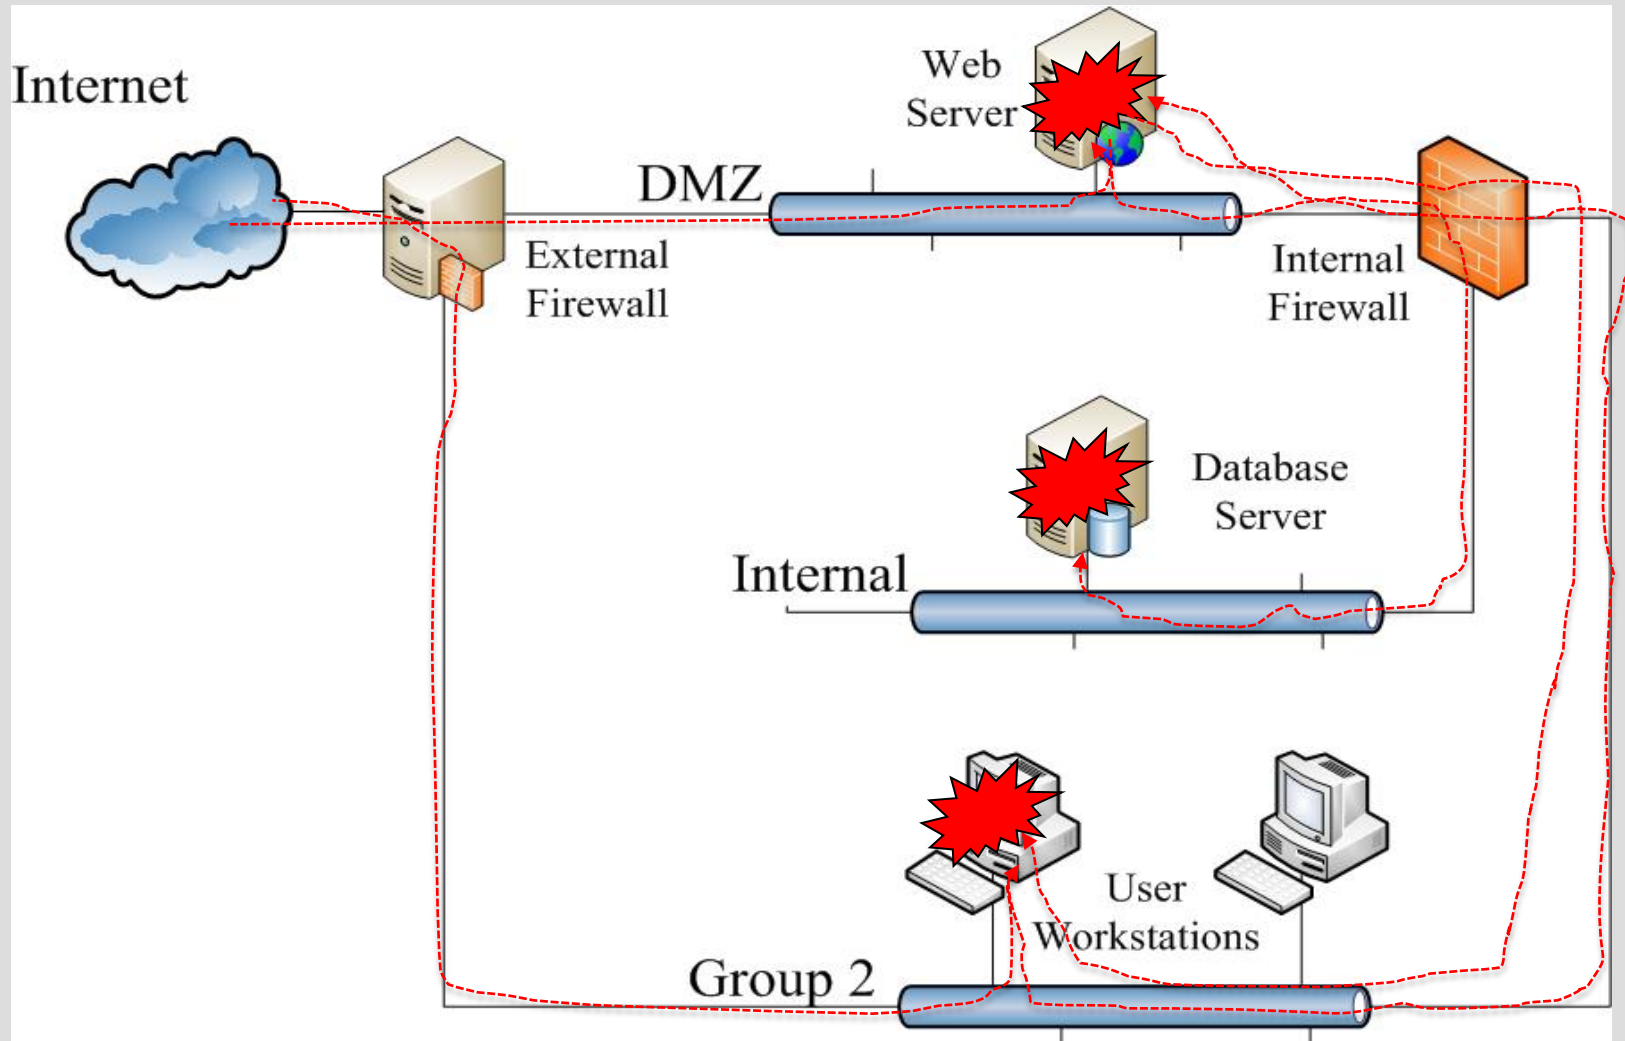 Internet
Web
Server
DMZ
External
Firewall
Internal
Firewall
Database
Server
Internal
User
Workstations
Group 2